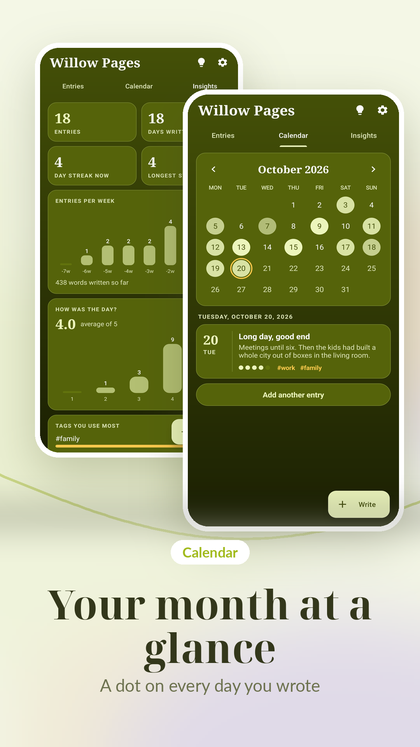 Willow Pages
Entries
Calendar
Insights
18
ENTRIES
18
4
DAY STREAK NOW
4
ENTRIES PER WEEK
1
2
2
2
4
-7w
-6w
-5w
-4w
-3w
-2w
438 words written so far
HOW WAS THE DAY?
4.0 average of 5
1
3
9
1
2
3
4
TAGS YOU USE MOST
#family
Willow Pages
Entries
Calendar
Insights
October 2026
MON TUE WED THU FRI SAT SUN
1 2 3 4
5 6 7 8 9 10 11
12 13 14 15 16 17 18
19 20 21 22 23 24 25
26 27 28 29 30 31
TUESDAY, OCTOBER 20, 2026
20
TUE
Long day, good end
Meetings until six. Then the kids had built a
whole city out of boxes in the living room.
#work #family
Add another entry
+ Write
Calendar
Your month at a
glance
A dot on every day you wrote